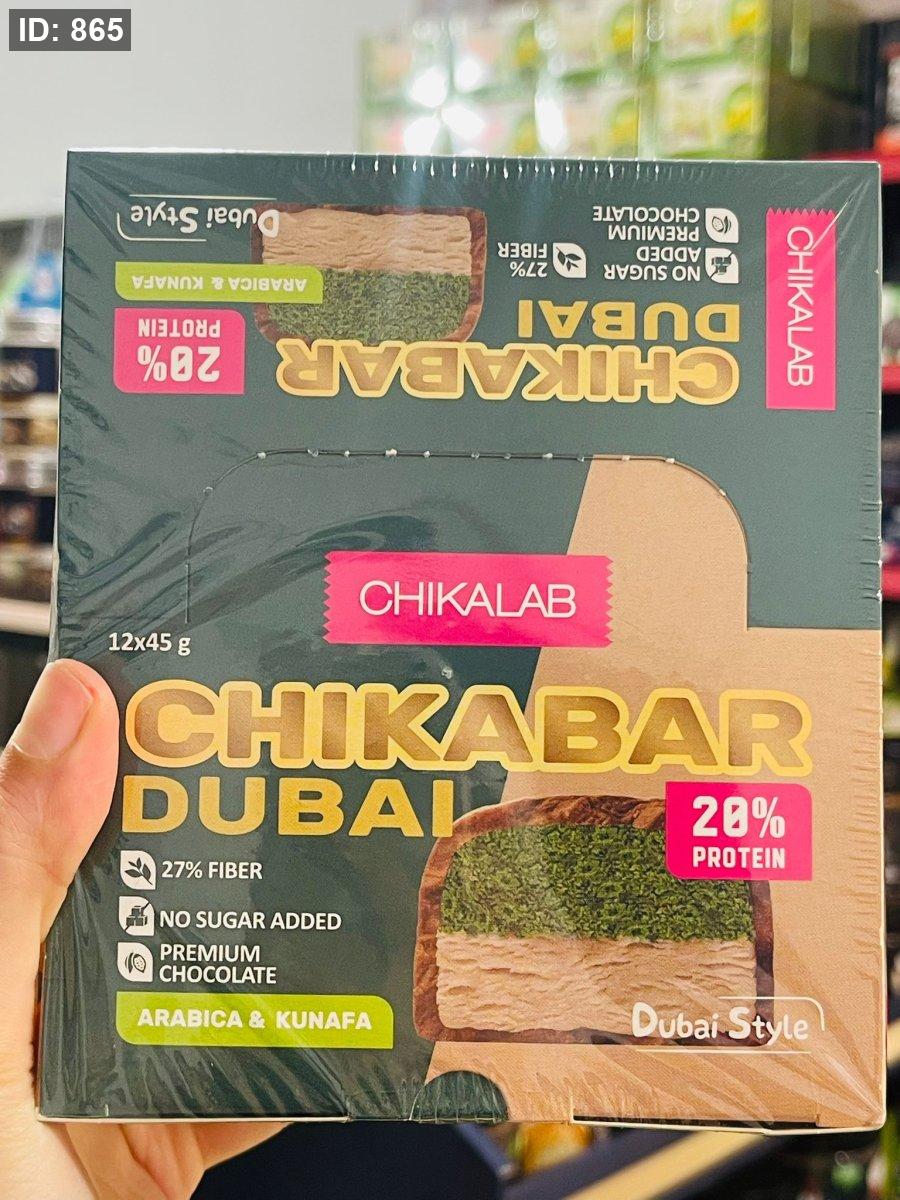 ID: 865
Dubai Style
ARABICA & KUNAFA
20%
PROTEIN
27%
FIBER
NO SUGAR
ADDED
PREMIUM
CHOCOLATE
CHIKABAR
DUBAI
CHIKALAB
CHIKALAB
12x45 g
CHIKABAR
DUBAI
20%
PROTEIN
27% FIBER
NO SUGAR ADDED
PREMIUM
CHOCOLATE
ARABICA & KUNAFA
Dubai Style